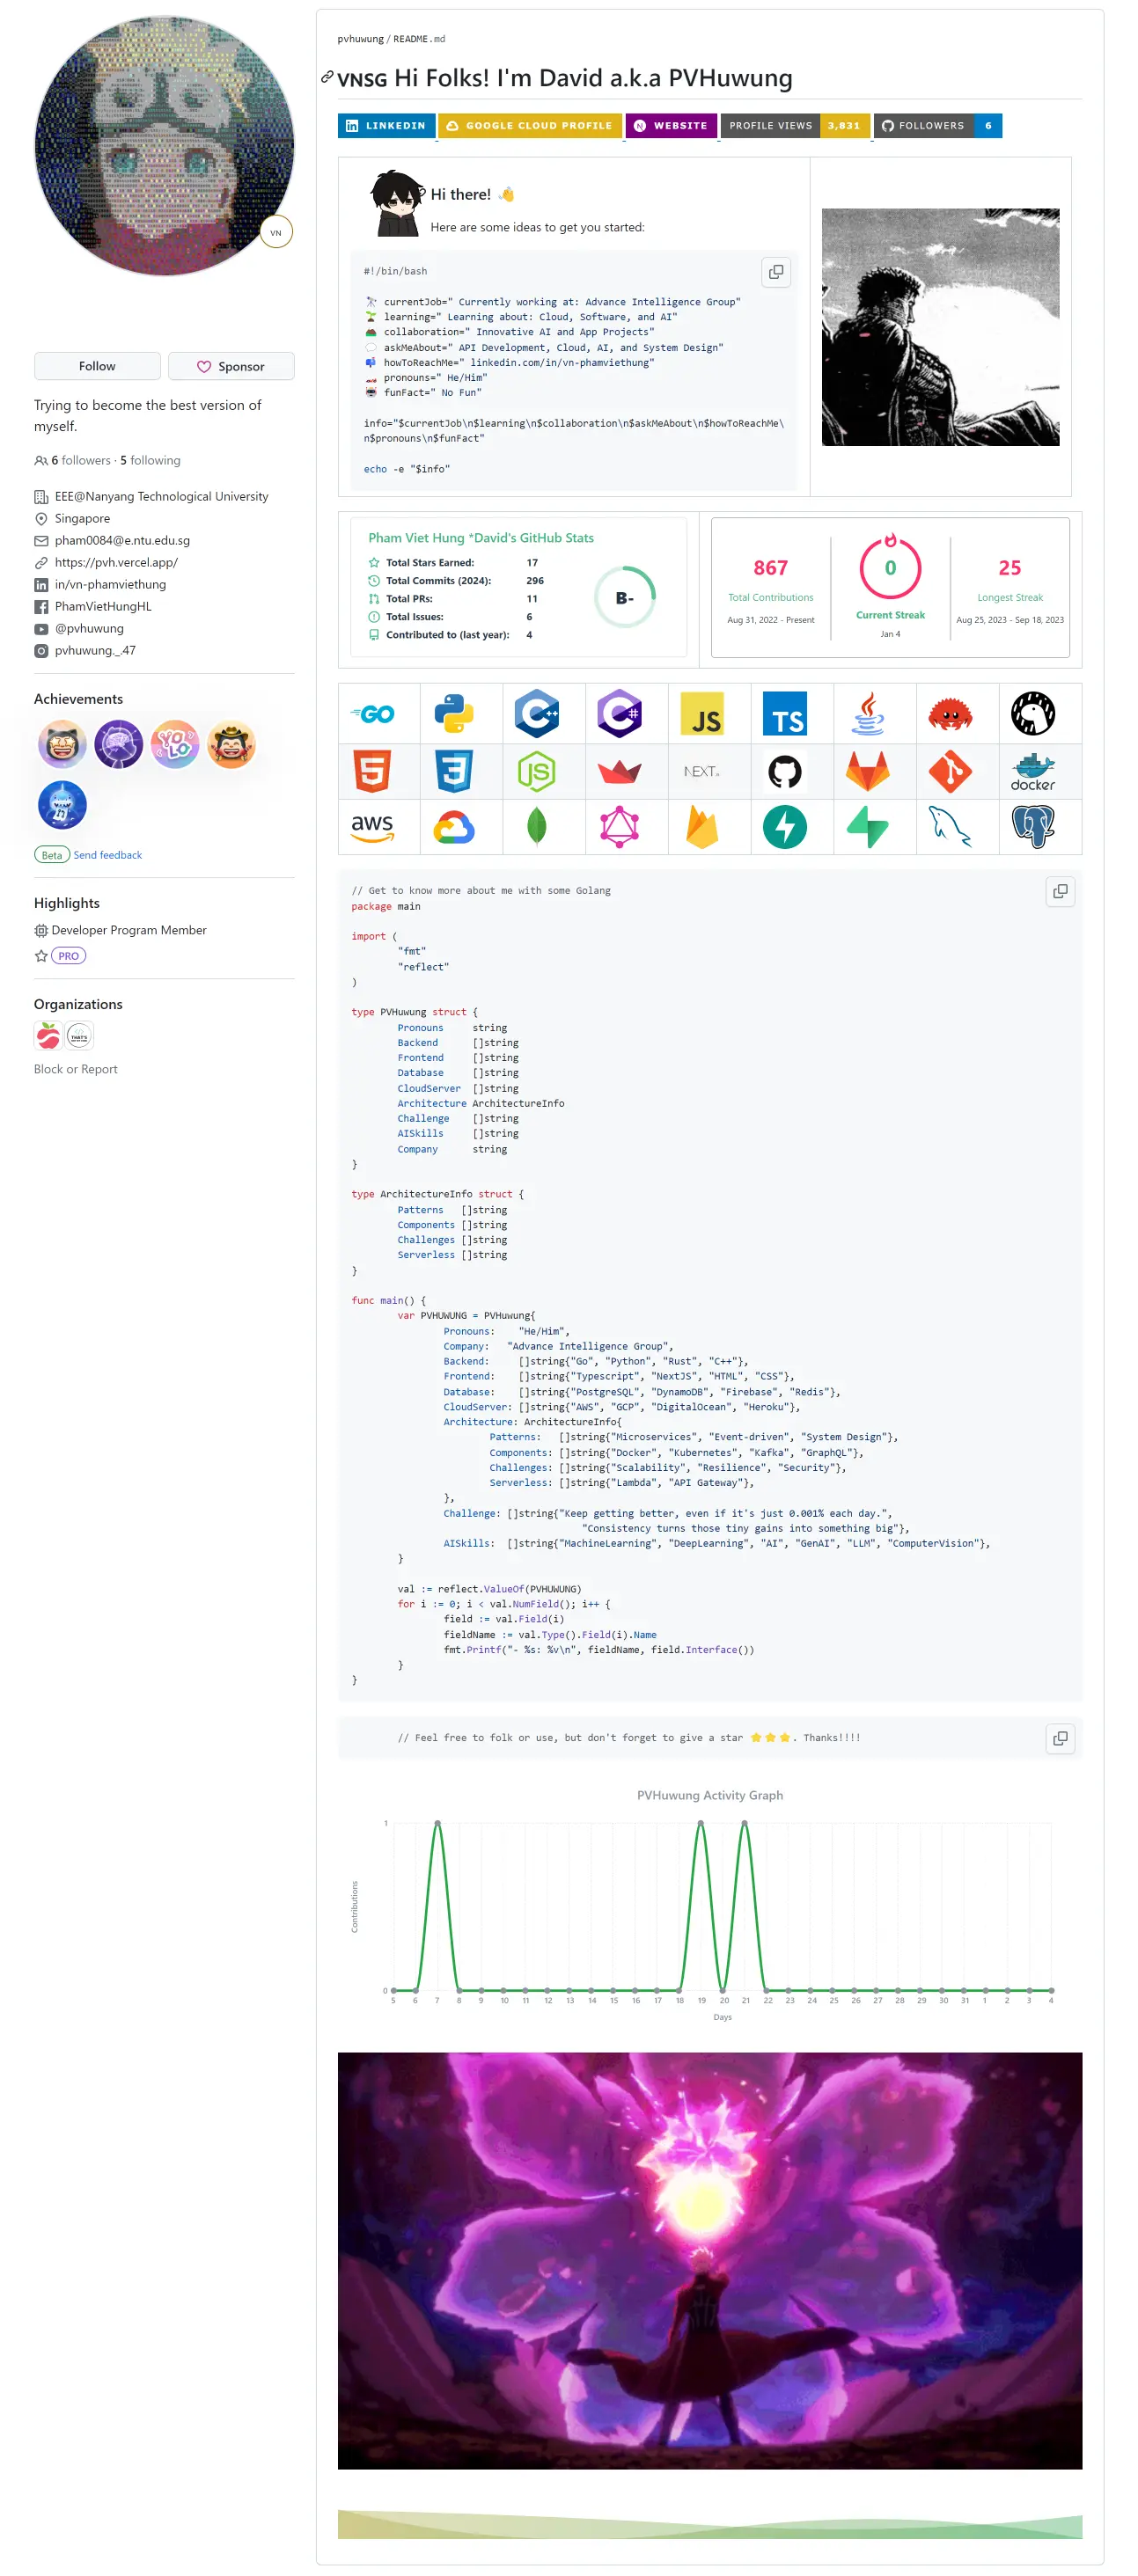 VN
Follow
Sponsor
Trying to become the best version of
myself.
6 followers · 5 following
EEE@Nanyang Technological University
Singapore
pham0084@e.ntu.edu.sg
https://pvh.vercel.app/
in/vn-phamviethung
PhamVietHungHL
@pvhuwung
pvhuwung._.47
Achievements
YOLO
Beta Send feedback
Highlights
Developer Program Member
PRO
Organizations
THAT'S
Block or Report
pvhuwung / README.md
VNSG Hi Folks! I'm David a.k.a PVHuwung
LINKEDIN GOOGLE CLOUD PROFILE WEBSITE PROFILE VIEWS 3,831 FOLLOWERS 6
Hi there! 👋
Here are some ideas to get you started:
#!/bin/bash
🔭 currentJob=" Currently working at: Advance Intelligence Group"
🌱 learning=" Learning about: Cloud, Software, and AI"
collaboration=" Innovative AI and App Projects"
💬 askMeAbout=" API Development, Cloud, AI, and System Design"
📫 howToReachMe=" linkedin.com/in/vn-phamviethung"
pronouns=" He/Him"
funFact=" No Fun"
info="$currentJob\n$learning\n$collaboration\n$askMeAbout\n$howToReachMe\
n$pronouns\n$funFact"
echo -e "$info"
Pham Viet Hung *David's GitHub Stats
Total Stars Earned: 17
Total Commits (2024): 296
Total PRs: 11
Total Issues: 6
Contributed to (last year): 4
B-
867
Total Contributions
Aug 31, 2022 - Present
0
Current Streak
Jan 4
25
Longest Streak
Aug 25, 2023 - Sep 18, 2023
GO C++ C# JS TS
5 3 JS NEXT.JS docker
aws
// Get to know more about me with some Golang
package main
import (
"fmt"
"reflect"
)
type PVHuwung struct {
Pronouns string
Backend []string
Frontend []string
Database []string
CloudServer []string
Architecture ArchitectureInfo
Challenge []string
AISkills []string
Company string
}
type ArchitectureInfo struct {
Patterns []string
Components []string
Challenges []string
Serverless []string
}
func main() {
var PVHUWUNG = PVHuwung{
Pronouns: "He/Him",
Company: "Advance Intelligence Group",
Backend: []string{"Go", "Python", "Rust", "C++"},
Frontend: []string{"Typescript", "NextJS", "HTML", "CSS"},
Database: []string{"PostgreSQL", "DynamoDB", "Firebase", "Redis"},
CloudServer: []string{"AWS", "GCP", "DigitalOcean", "Heroku"},
Architecture: ArchitectureInfo{
Patterns: []string{"Microservices", "Event-driven", "System Design"},
Components: []string{"Docker", "Kubernetes", "Kafka", "GraphQL"},
Challenges: []string{"Scalability", "Resilience", "Security"},
Serverless: []string{"Lambda", "API Gateway"},
},
Challenge: []string{"Keep getting better, even if it's just 0.001% each day.",
"Consistency turns those tiny gains into something big"},
AISkills: []string{"MachineLearning", "DeepLearning", "AI", "GenAI", "LLM", "ComputerVision"},
}
val := reflect.ValueOf(PVHUWUNG)
for i := 0; i < val.NumField(); i++ {
field := val.Field(i)
fieldName := val.Type().Field(i).Name
fmt.Printf("- %s: %v\n", fieldName, field.Interface())
}
}
// Feel free to folk or use, but don't forget to give a star ⭐⭐⭐. Thanks!!!!
PVHuwung Activity Graph
1
Contributions
0
5 6 7 8 9 10 11 12 13 14 15 16 17 18 19 20 21 22 23 24 25 26 27 28 29 30 31 1 2 3 4
Days